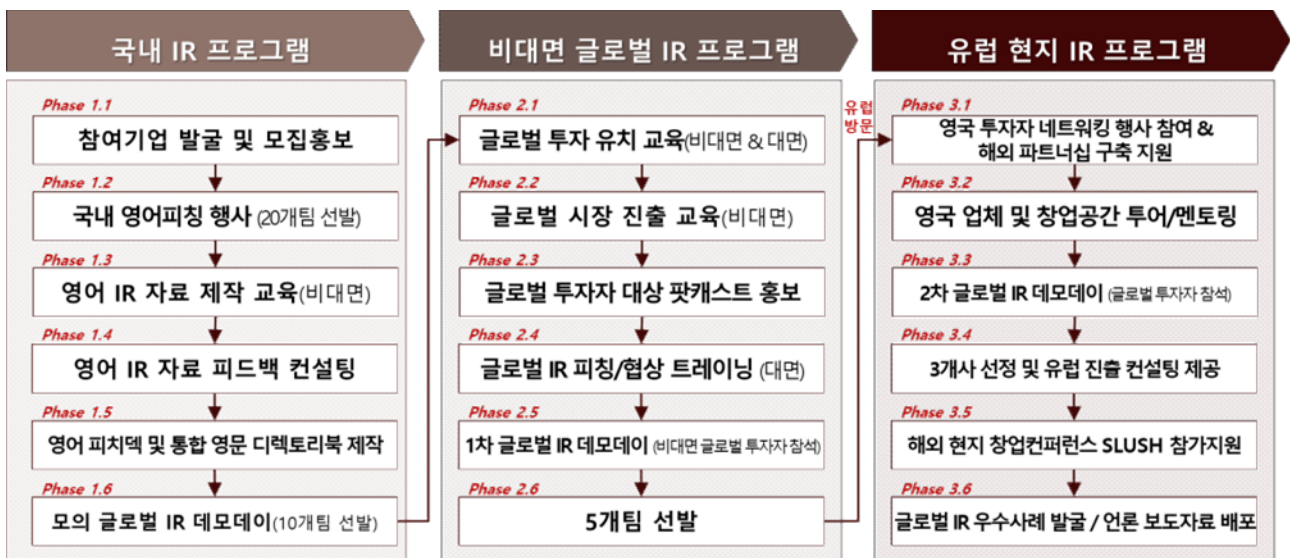 국내 IR 프로그램
Phase 1.1
참여기업 발굴 및 모집홍보
Phase 1.2
국내 영어피칭 행사 (20개팀 선발)
Phase 1.3
영어 IR 자료 제작 교육(비대면)
Phase 1.4
영어 IR 자료 피드백 컨설팅
Phase 1.5
영어 피치덱 및 통합 영문 디렉토리북 제작
Phase 1.6
모의 글로벌 IR 데모데이(10개팀 선발)
비대면 글로벌 IR 프로그램
Phase 2.1
글로벌 투자 유치 교육(비대면 & 대면)
Phase 2.2
글로벌 시장 진출 교육(비대면)
Phase 2.3
글로벌 투자자 대상 팟캐스트 홍보
Phase 2.4
글로벌 IR 피칭/협상 트레이닝 (대면)
Phase 2.5
1차 글로벌 IR 데모데이 (비대면 글로벌 투자자 참석)
Phase 2.6
5개팀 선발
유럽
방문
유럽 현지 IR 프로그램
Phase 3.1
영국 투자자 네트워킹 행사 참여 &
해외 파트너십 구축 지원
Phase 3.2
영국 업체 및 창업공간 투어/멘토링
Phase 3.3
2차 글로벌 IR 데모데이 (글로벌 투자자 참석)
Phase 3.4
3개사 선정 및 유럽 진출 컨설팅 제공
Phase 3.5
해외 현지 창업컨퍼런스 SLUSH 참가지원
Phase 3.6
글로벌 IR 우수사례 발굴 / 언론 보도자료 배포